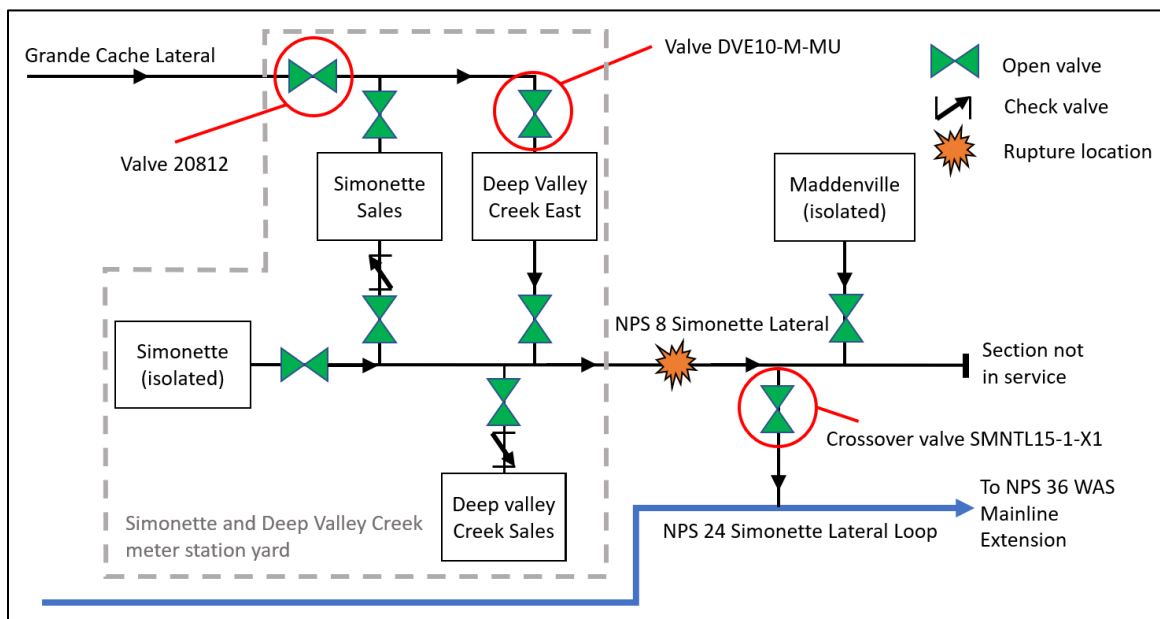 Grande Cache Lateral
Valve 20812
Valve DVE10-M-MU
Open valve
Check valve
Rupture location
Simonette
Sales
Deep Valley
Creek East
Maddenville
(isolated)
Simonette
(isolated)
NPS 8 Simonette Lateral
Section not
in service
Crossover valve SMNTL15-1-X1
Deep valley
Creek Sales
Simonette and Deep Valley Creek
meter station yard
NPS 24 Simonette Lateral Loop
To NPS 36 WAS
Mainline
Extension